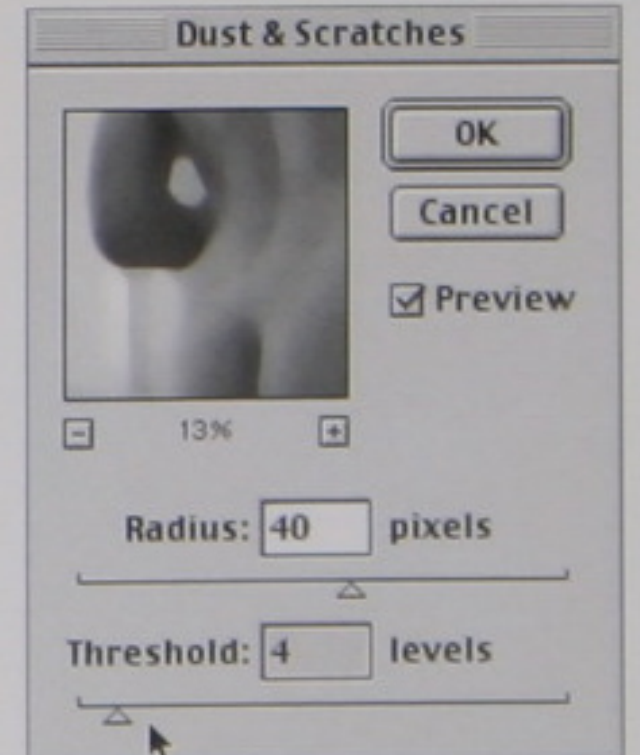 Dust & Scratches
OK
Cancel
Preview
13%
Radius: 40 pixels
Threshold: 4 levels